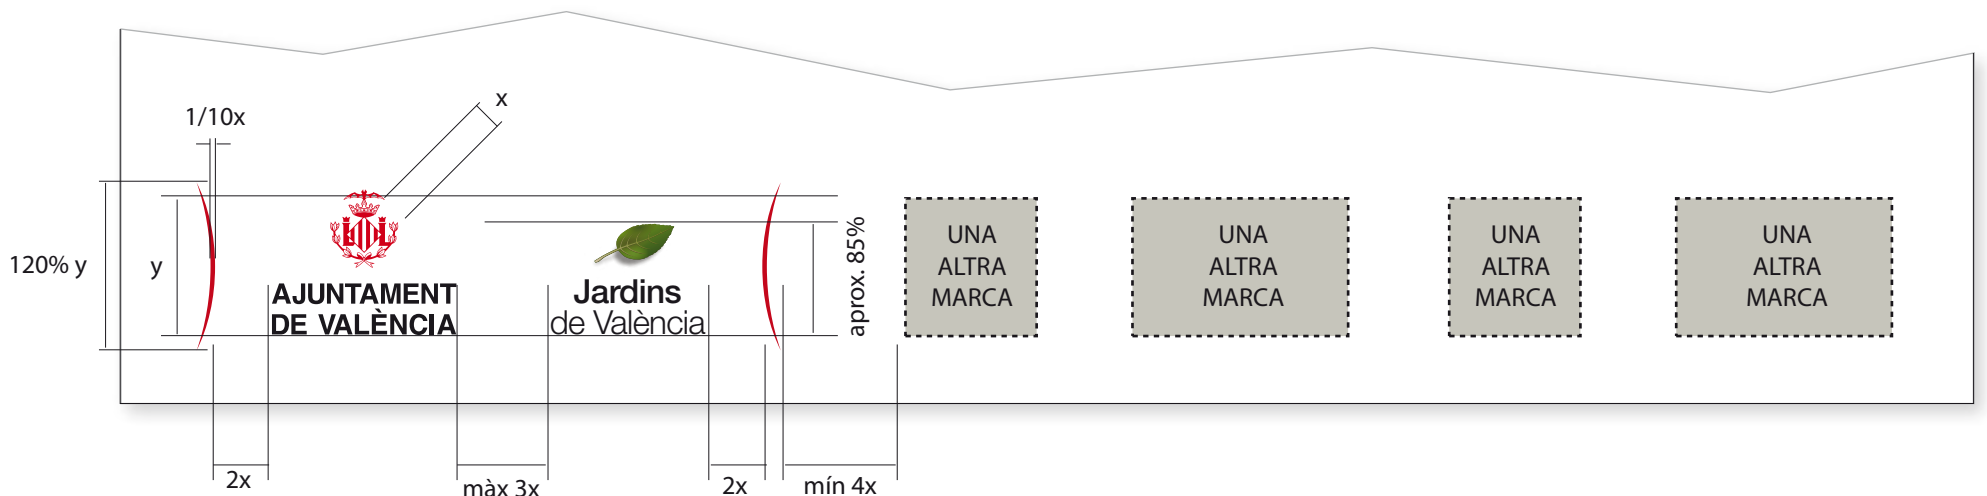 x
1/10x
120% y
y
AJUNTAMENT
DE VALÈNCIA
Jardins
de València
aprox. 85%
UNA
ALTRA
MARCA
UNA
ALTRA
MARCA
UNA
ALTRA
MARCA
UNA
ALTRA
MARCA
2x
màx 3x
2x
mín 4x